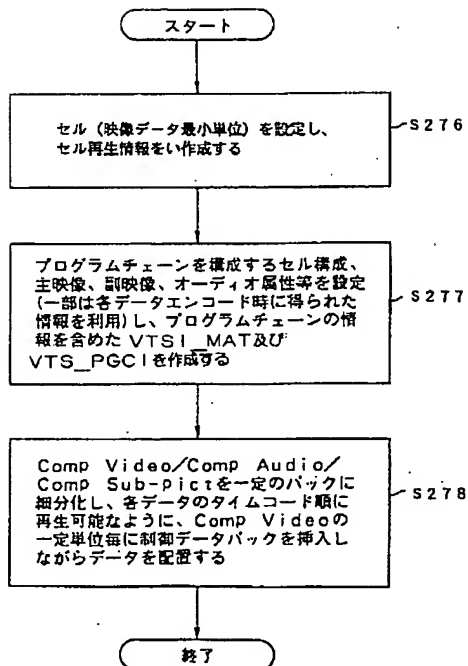 スタート
セル（映像データ最小単位）を設定し、
セル再生情報をい作成する
S276
プログラムチェーンを構成するセル構成、
主映像、副映像、オーディオ属性等を設定
（一部は各データエンコード時に得られた
情報を利用）し、プログラムチェーンの情
報を含めたVTSI_MAT及び
VTS_PGCIを作成する
S277
Comp Video/Comp Audio/
Comp Sub-pictを一定のパックに
細分化し、各データのタイムコード順に
再生可能なように、Comp Videoの
一定単位毎に制御データパックを挿入し
ながらデータを配置する
S278
終了